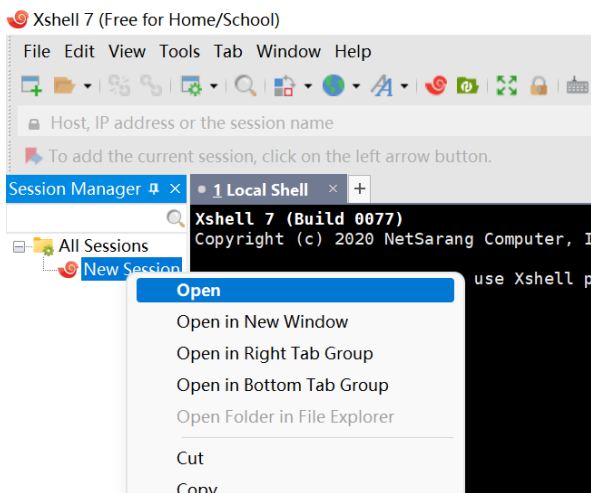 Xshell 7 (Free for Home/School)
File Edit View Tools Tab Window Help
Host, IP address or the session name
To add the current session, click on the left arrow button.
Session Manager
1 Local Shell
Xshell 7 (Build 0077)
Copyright (c) 2020 NetSarang Computer, I
All Sessions
New Session
use Xshell p
Open
Open in New Window
Open in Right Tab Group
Open in Bottom Tab Group
Open Folder in File Explorer
Cut
Copy